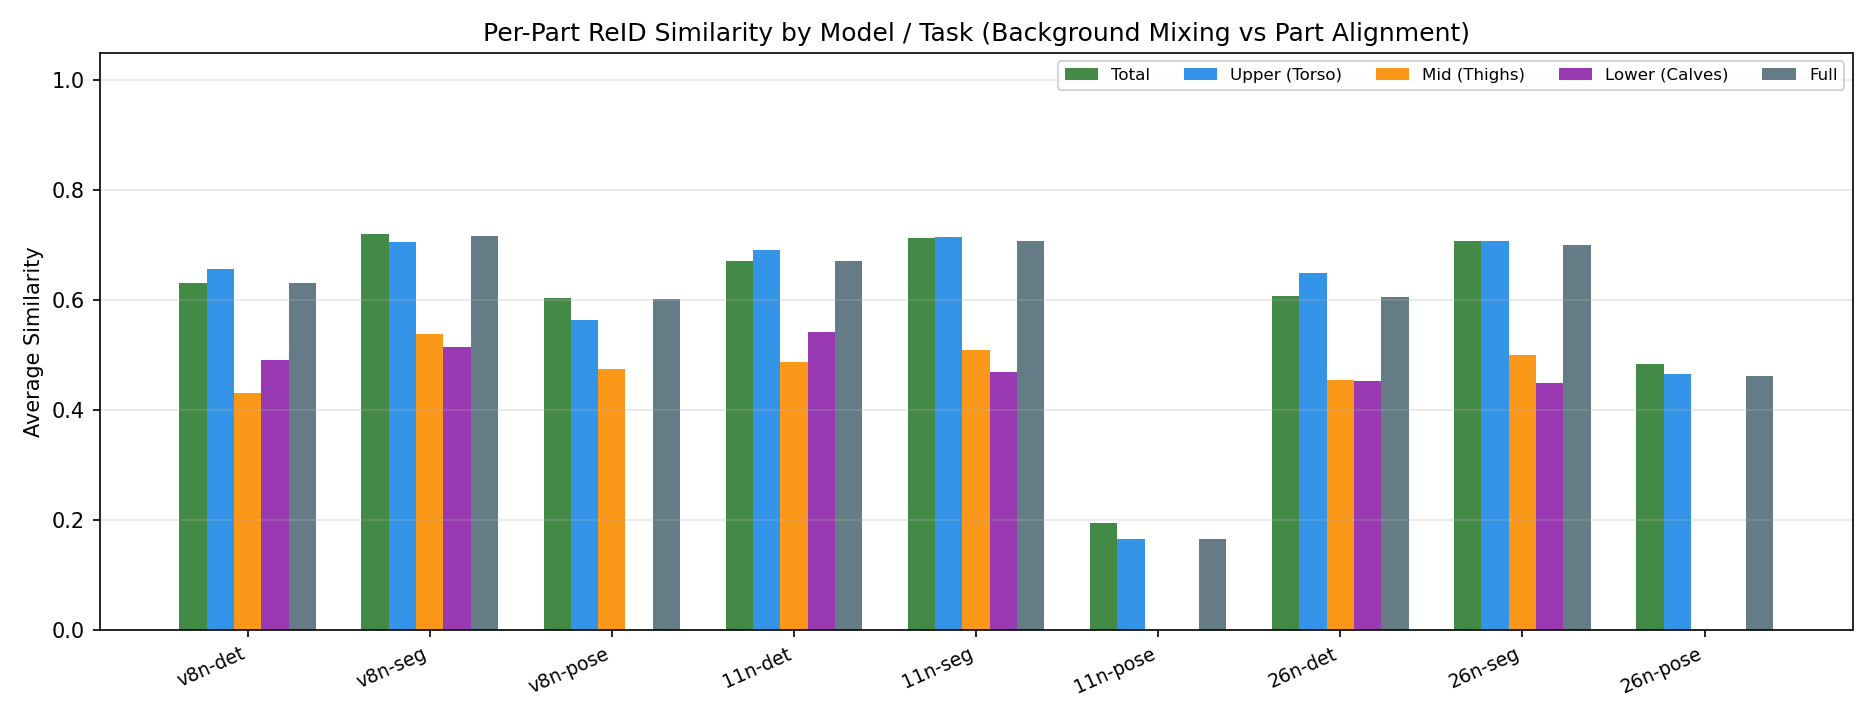 Per-Part ReID Similarity by Model / Task (Background Mixing vs Part Alignment)
Total
Upper (Torso)
Mid (Thighs)
Lower (Calves)
Full
Average Similarity
1.0
0.8
0.6
0.4
0.2
0.0
v8n-det
v8n-seg
v8n-pose
11n-det
11n-seg
11n-pose
26n-det
26n-seg
26n-pose